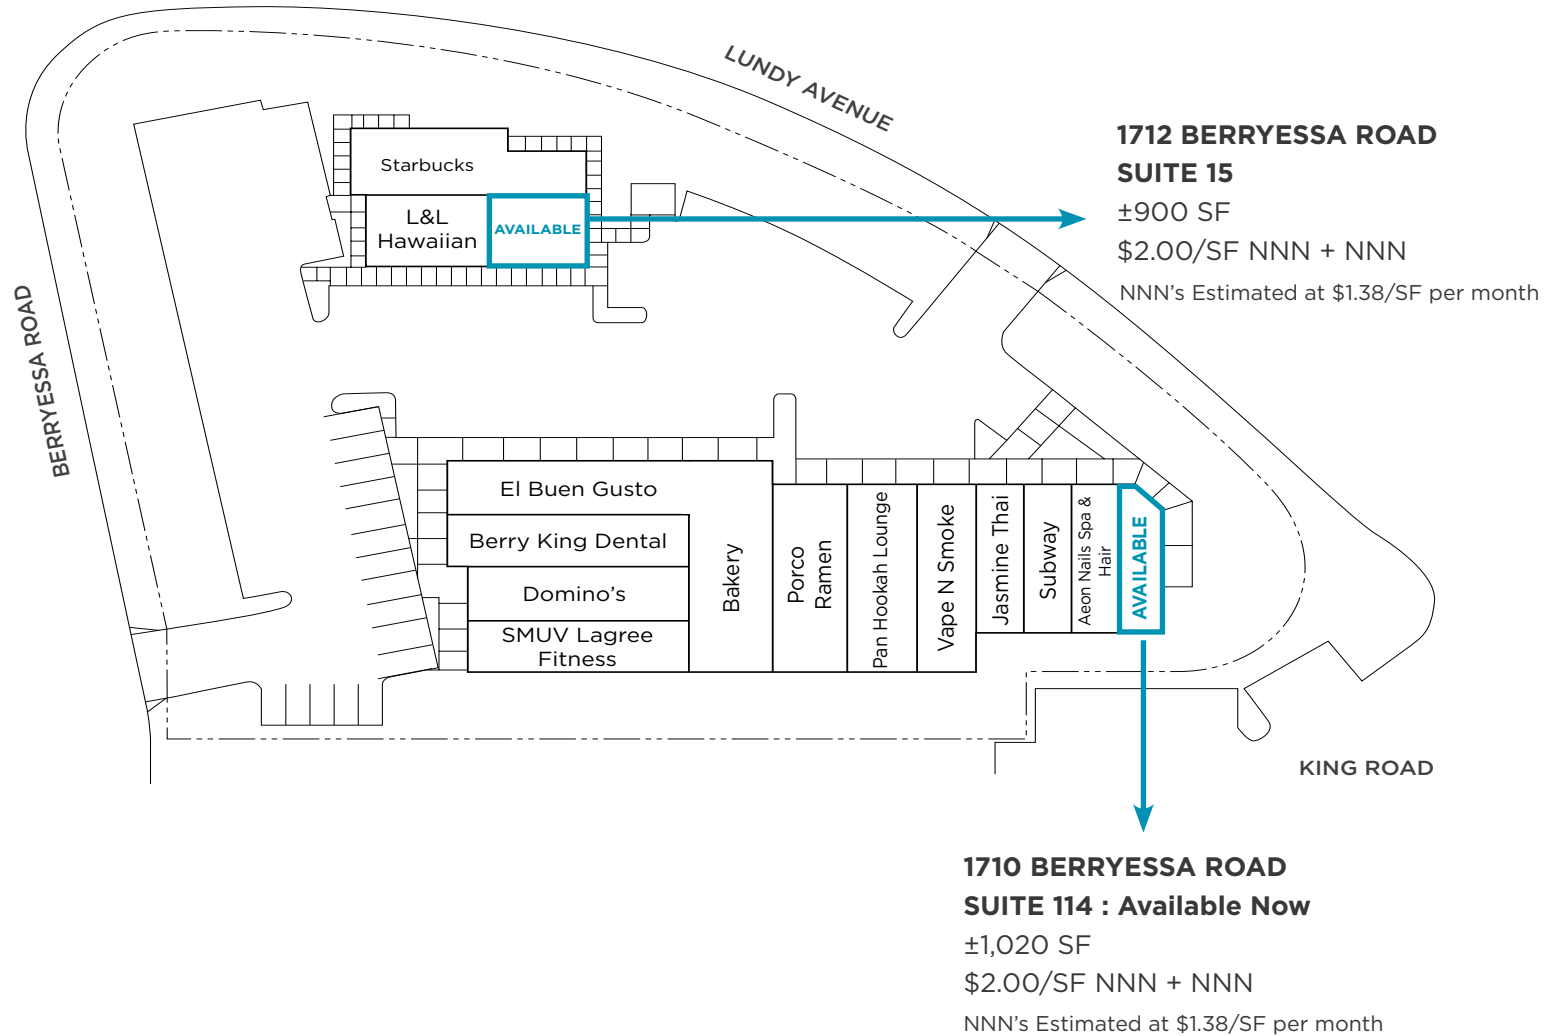 LUNDY AVENUE
1712 BERRYESSA ROAD
SUITE 15
±900 SF
$2.00/SF NNN + NNN
NNN's Estimated at $1.38/SF per month
Starbucks
L&L
Hawaiian
AVAILABLE
BERRYESSA ROAD
El Buen Gusto
Berry King Dental
Domino's
SMUV Lagree
Fitness
Bakery
Porco
Ramen
Pan Hookah Lounge
Vape N Smoke
Jasmine Thai
Subway
Aeon Nails Spa &
Hair
AVAILABLE
KING ROAD
1710 BERRYESSA ROAD
SUITE 114 : Available Now
±1,020 SF
$2.00/SF NNN + NNN
NNN's Estimated at $1.38/SF per month